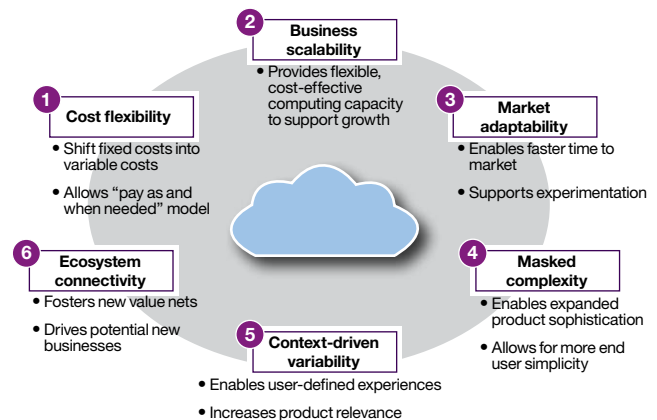 1
Cost flexibility
• Shift fixed costs into
variable costs
• Allows “pay as and
when needed” model
2
Business
scalability
• Provides flexible,
cost-effective
computing capacity
to support growth
3
Market
adaptability
• Enables faster time to
market
• Supports experimentation
4
Masked
complexity
• Enables expanded
product sophistication
• Allows for more end
user simplicity
5
Context-driven
variability
• Enables user-defined experiences
• Increases product relevance
6
Ecosystem
connectivity
• Fosters new value nets
• Drives potential new
businesses